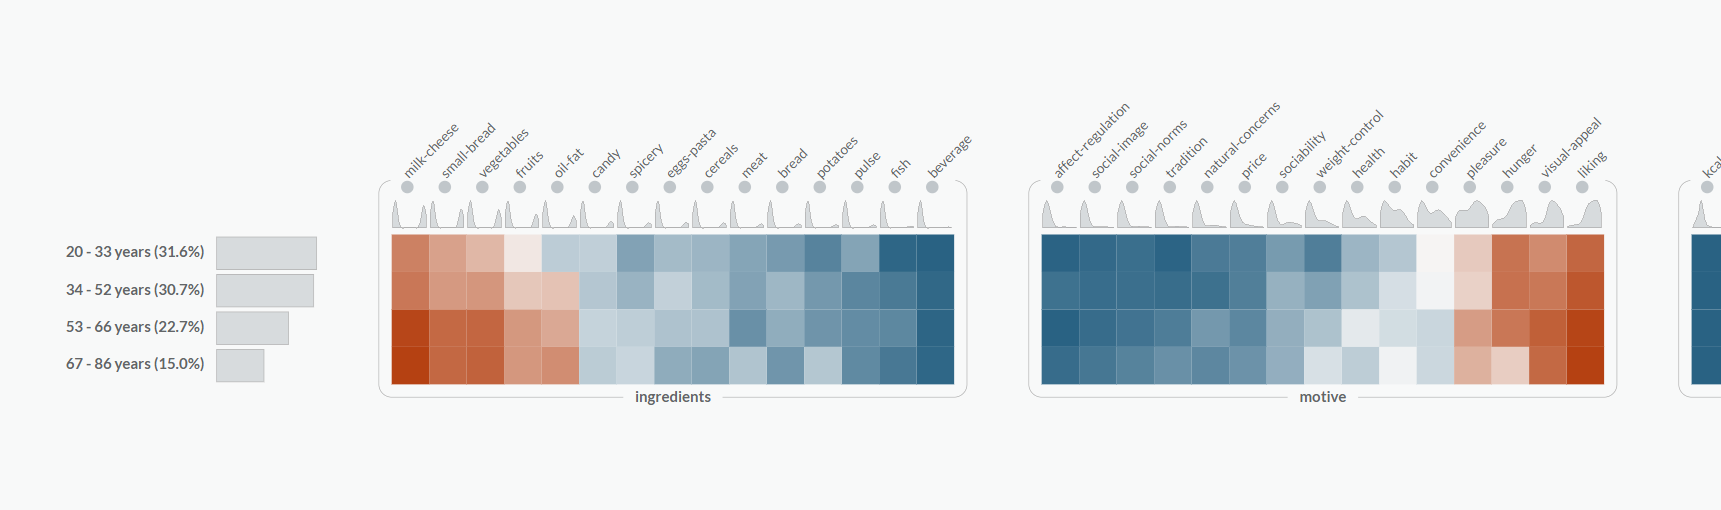 milk-cheese
small-bread
vegetables
fruits
oil-fat
candy
spicery
eggs-pasta
cereals
meat
bread
potatoes
pulse
fish
beverage
affect-regulation
social-image
social-norms
tradition
natural-concerns
price
sociability
weight-control
health
habit
convenience
pleasure
hunger
visual-appeal
liking
kcal
20 - 33 years (31.6%)
34 - 52 years (30.7%)
53 - 66 years (22.7%)
67 - 86 years (15.0%)
ingredients
motive